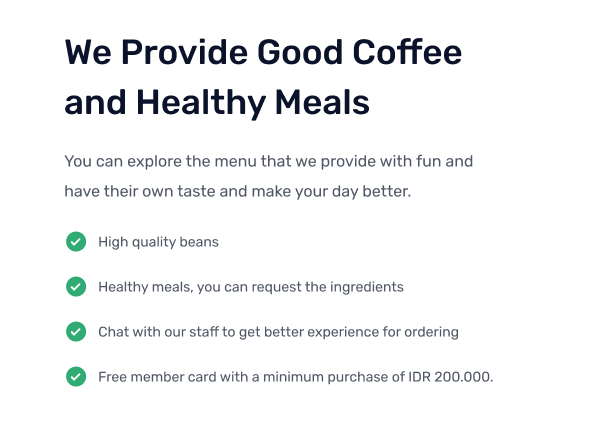 We Provide Good Coffee
and Healthy Meals
You can explore the menu that we provide with fun and
have their own taste and make your day better.
High quality beans
Healthy meals, you can request the ingredients
Chat with our staff to get better experience for ordering
Free member card with a minimum purchase of IDR 200.000.